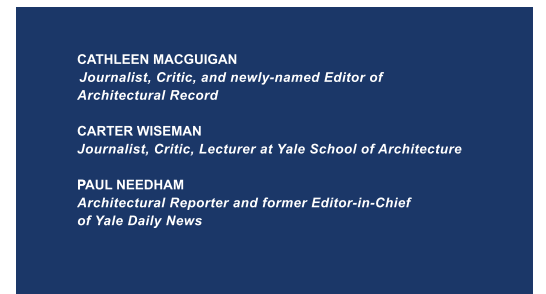 CATHLEEN MACGUIGAN
Journalist, Critic, and newly-named Editor of
Architectural Record
CARTER WISEMAN
Journalist, Critic, Lecturer at Yale School of Architecture
PAUL NEEDHAM
Architectural Reporter and former Editor-in-Chief
of Yale Daily News